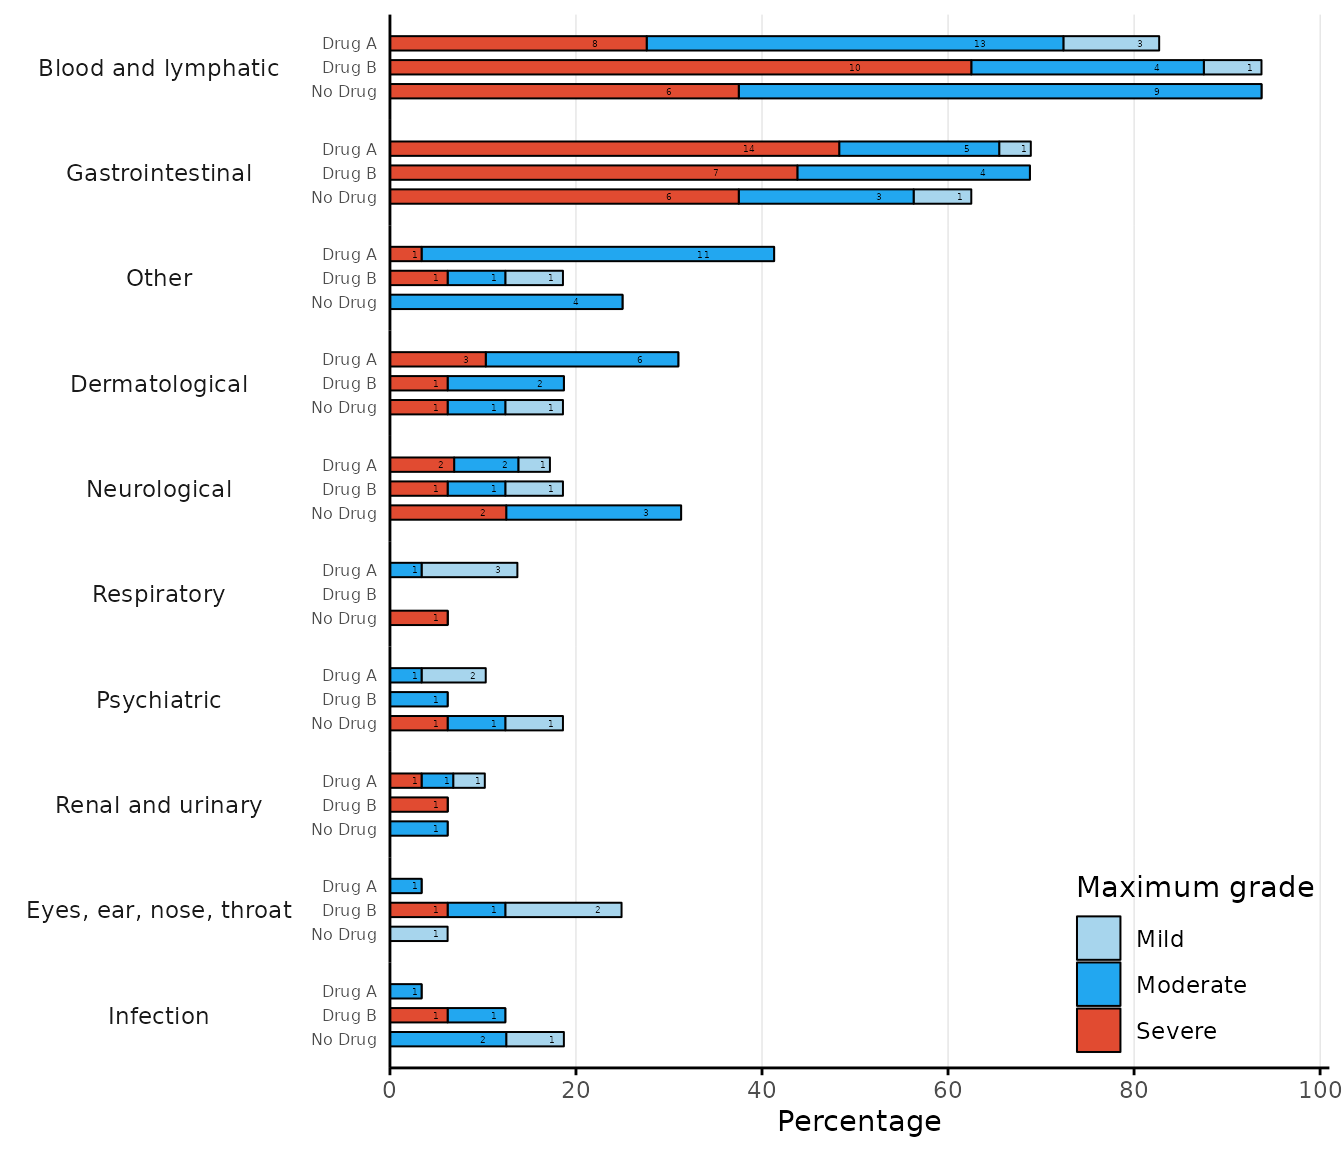 Blood and lymphatic
Drug A 8 13 3
Drug B 10 4 1
No Drug 6 9
Gastrointestinal
Drug A 14 5 1
Drug B 7 4
No Drug 6 3 1
Other
Drug A 1 11
Drug B 1 1 1
No Drug 4
Dermatological
Drug A 3 6
Drug B 1 2
No Drug 1 1 1
Neurological
Drug A 2 2 1
Drug B 1 1 1
No Drug 2 3
Respiratory
Drug A 1 3
Drug B
No Drug 1
Psychiatric
Drug A 1 2
Drug B 1
No Drug 1 1 1
Renal and urinary
Drug A 1 1 1
Drug B 1
No Drug 1
Eyes, ear, nose, throat
Drug A 1
Drug B 1 1 2
No Drug 1
Infection
Drug A 1
Drug B 1 1
No Drug 2 1
Maximum grade
Mild
Moderate
Severe
0 20 40 60 80 100
Percentage